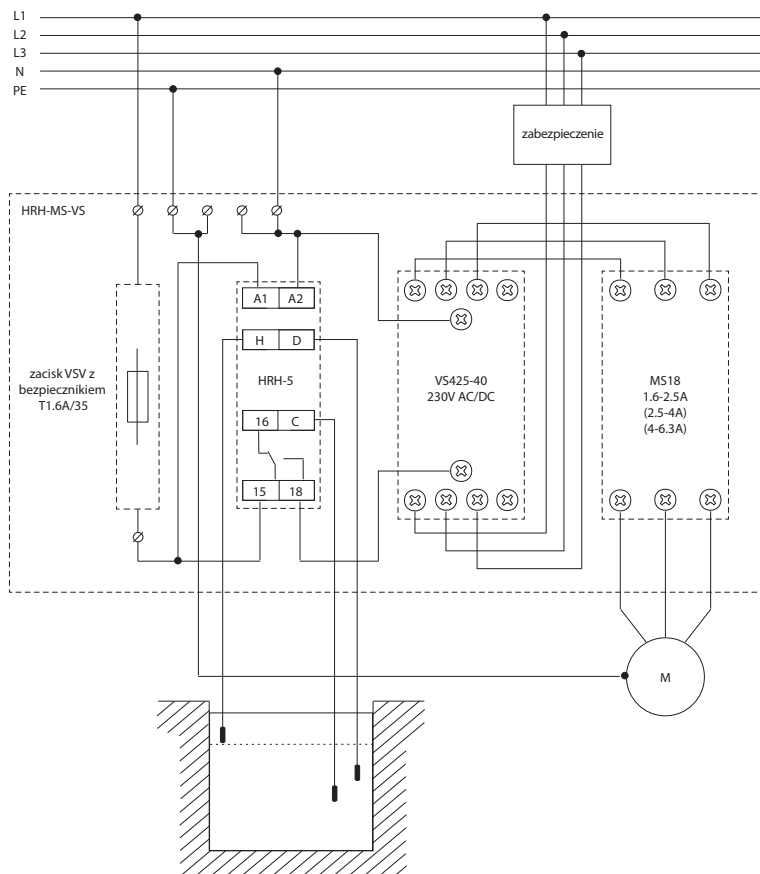 L1
L2
L3
N
PE
zabezpieczenie
HRH-MS-VS
A1 A2
H D
HRH-5
16 C
15 18
zacisk VSV z
bezpiecznikiem
T1.6A/35
VS425-40
230V AC/DC
MS18
1.6-2.5A
(2.5-4A)
(4-6.3A)
M